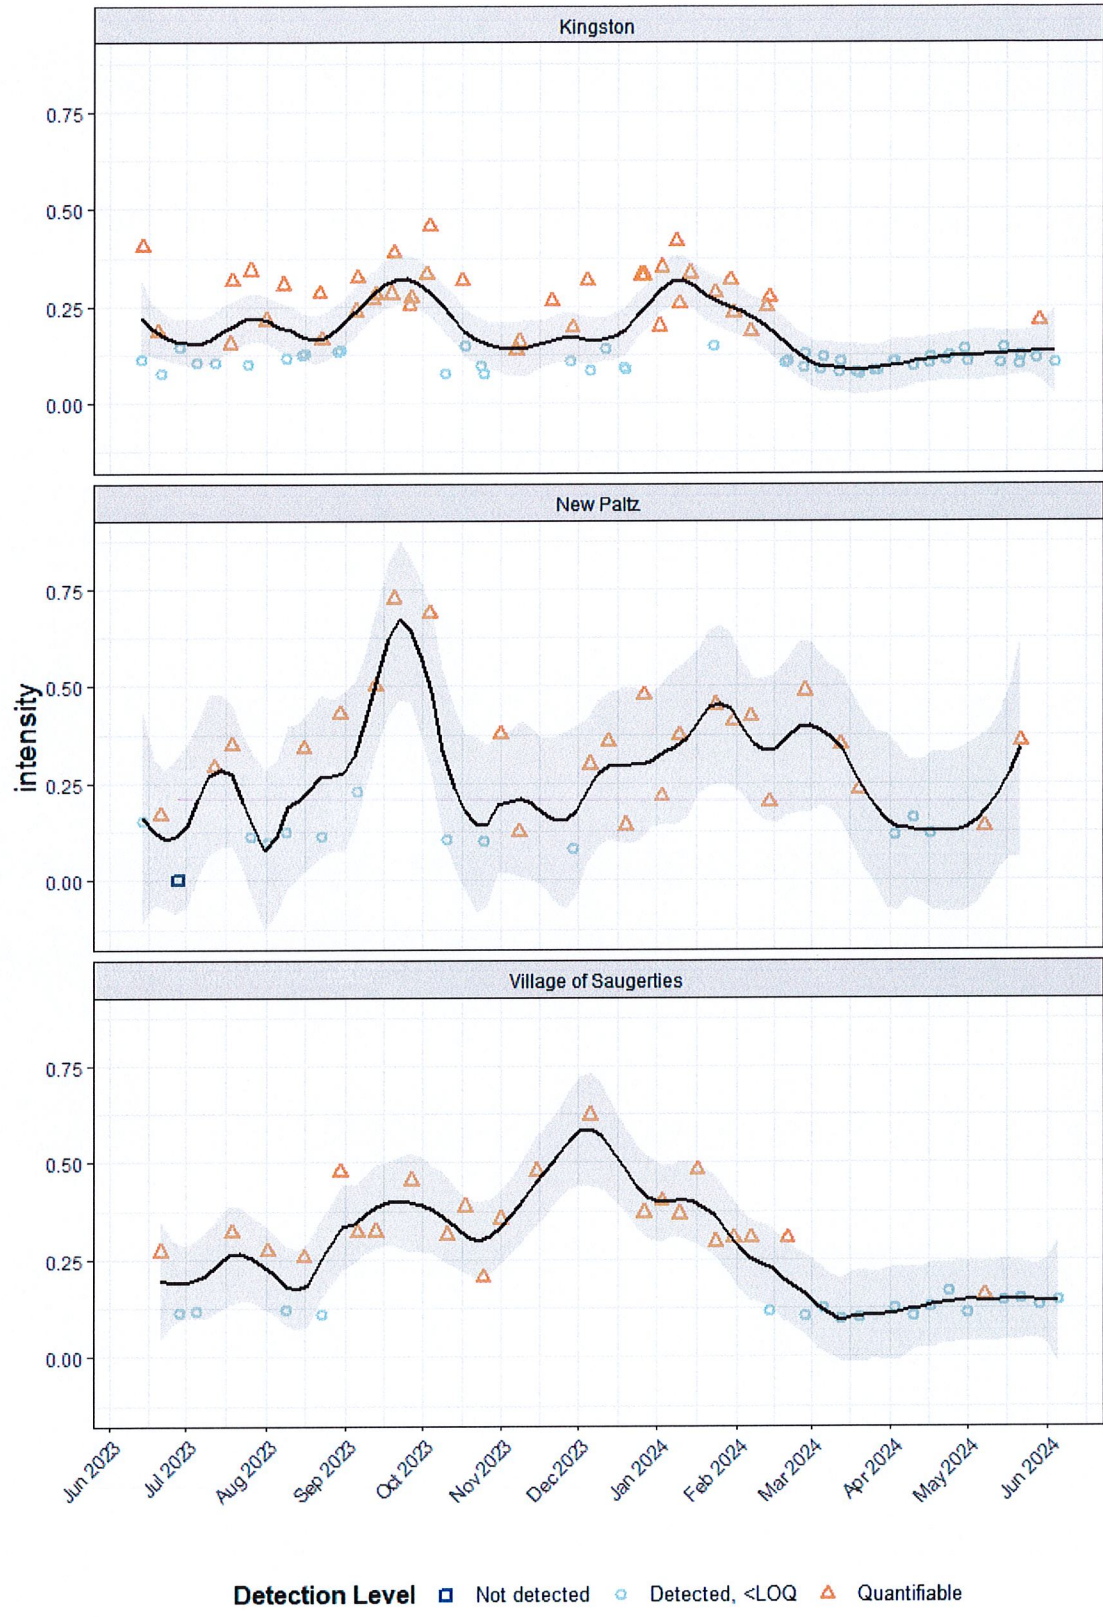 Kingston
0.75
0.50
0.25
0.00
New Paltz
0.75
0.50
0.25
0.00
intensity
Village of Saugerties
0.75
0.50
0.25
0.00
Jun 2023
Jul 2023
Aug 2023
Sep 2023
Oct 2023
Nov 2023
Dec 2023
Jan 2024
Feb 2024
Mar 2024
Apr 2024
May 2024
Jun 2024
Detection Level Not detected Detected, <LOQ Quantifiable